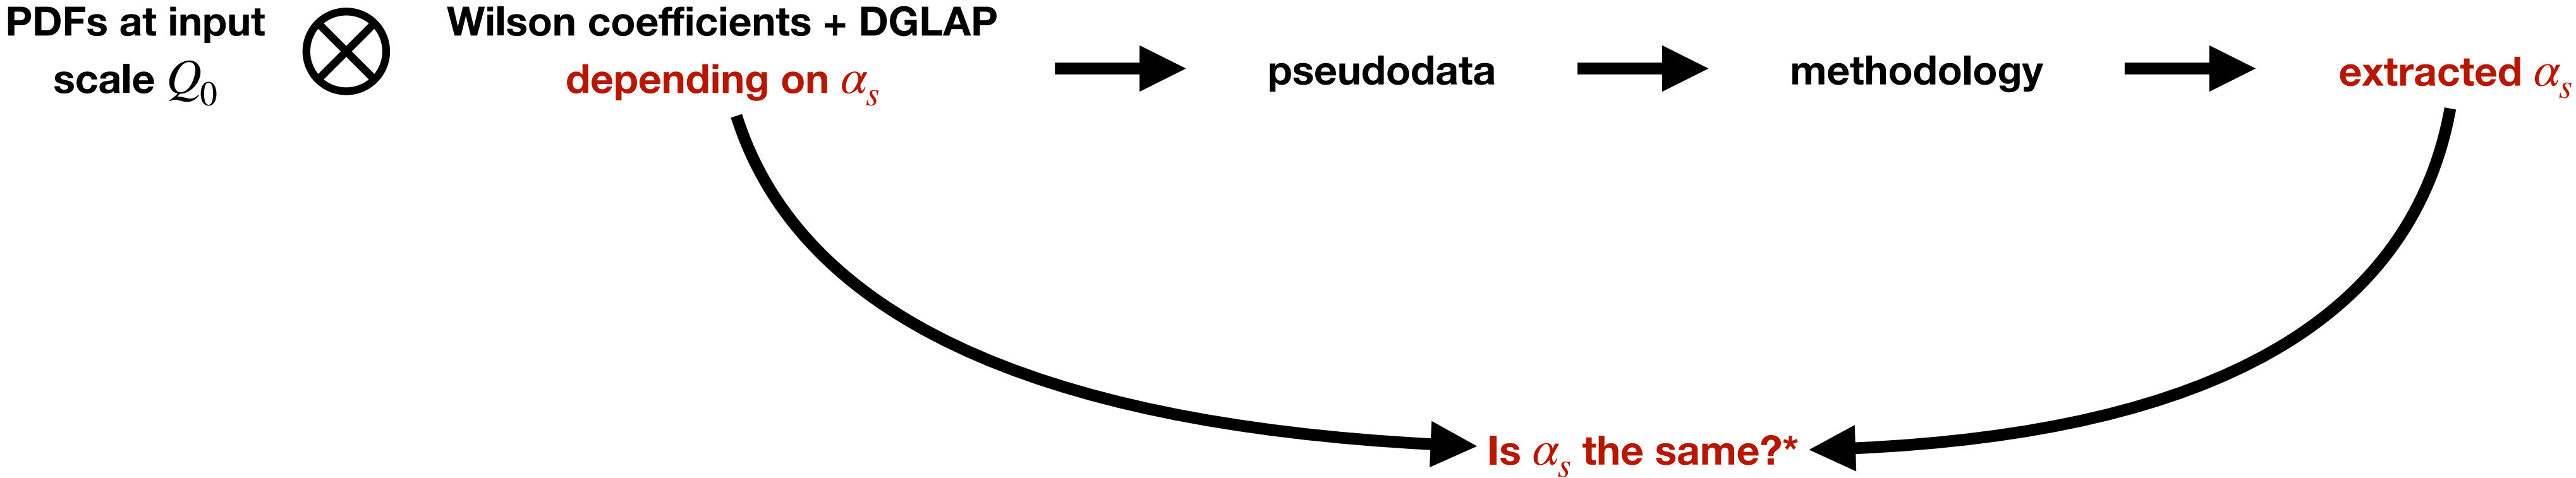 PDFs at input
scale Q₀
Wilson coefficients + DGLAP
depending on αₛ
pseudodata
methodology
extracted αₛ
Is αₛ the same?*